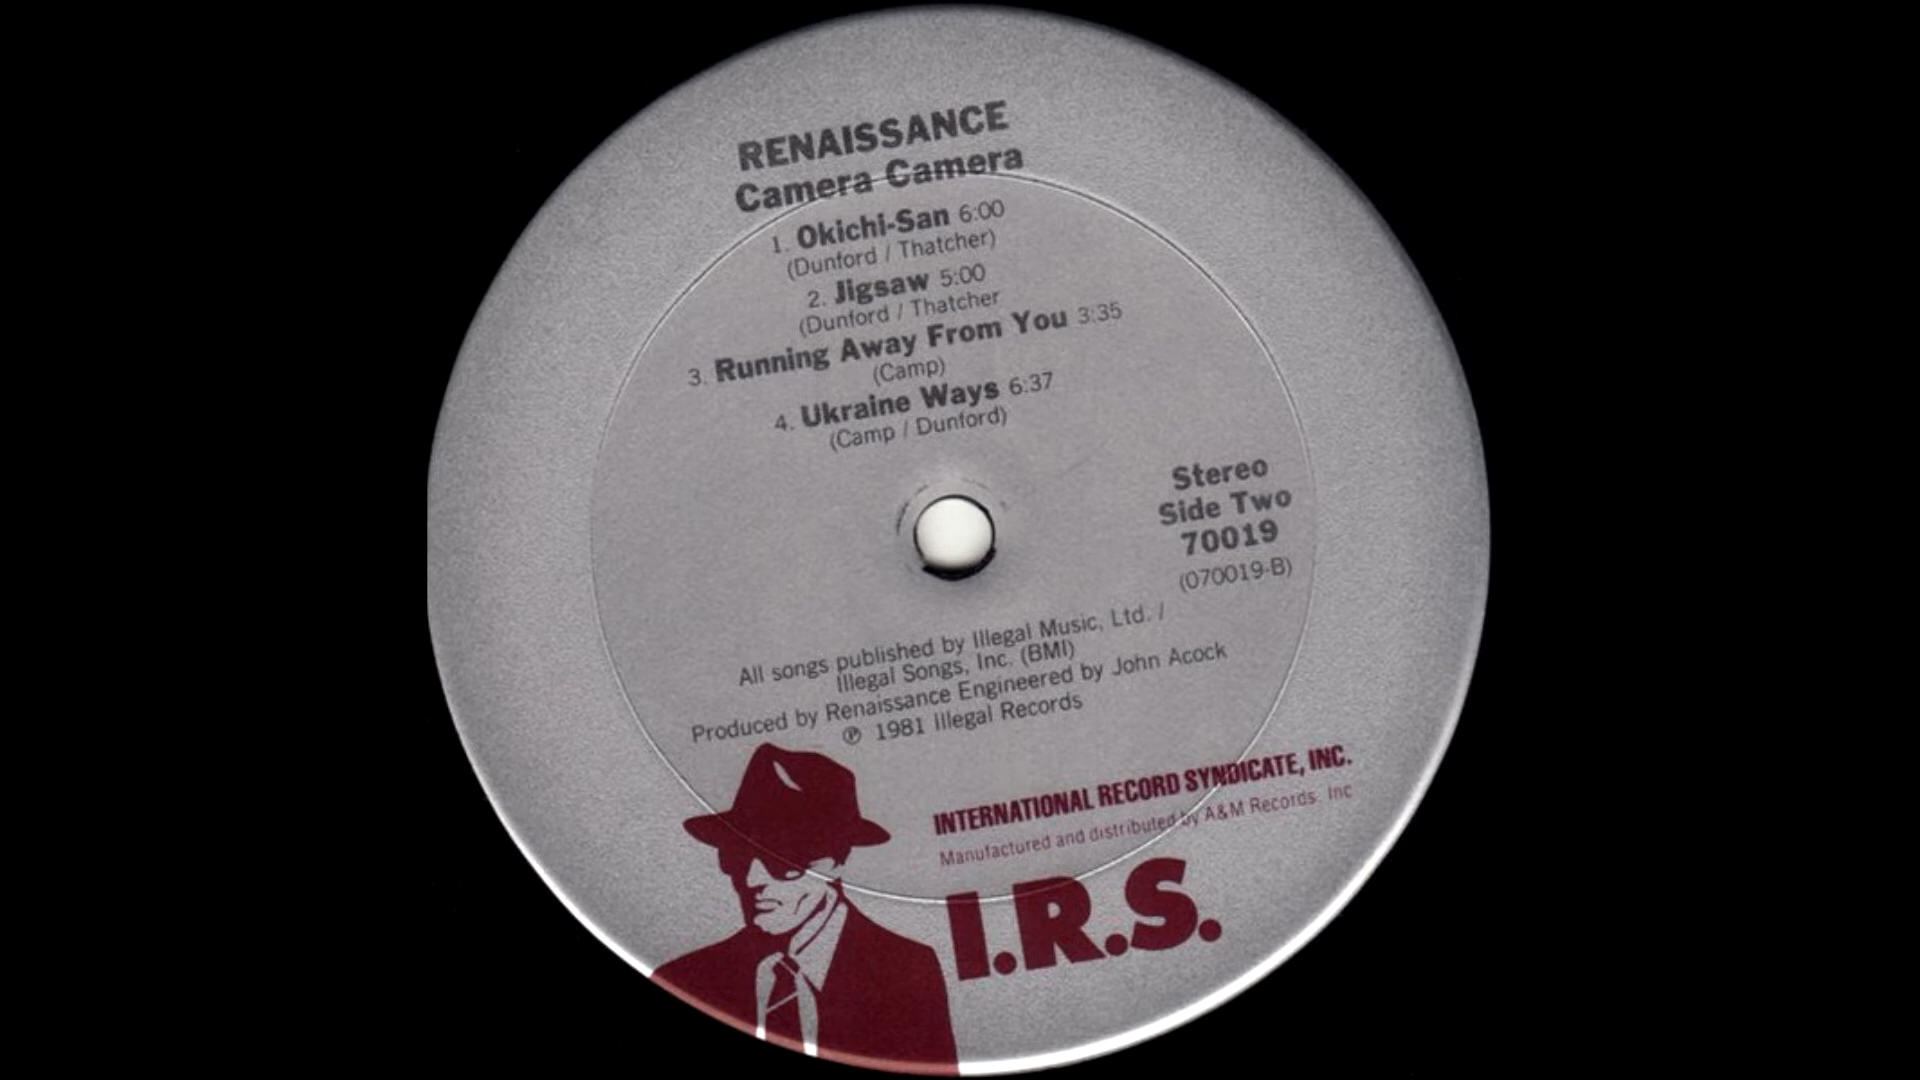 RENAISSANCE
Camera Camera
1. Okichi-San 6:00
(Dunford / Thatcher)
2. Jigsaw 5:00
(Dunford / Thatcher
3. Running Away From You 3:35
(Camp)
4. Ukraine Ways 6:37
(Camp / Dunford)
Stereo
Side Two
70019
(070019-B)
All songs published by Illegal Music, Ltd. /
Illegal Songs, Inc. (BMI)
Produced by Renaissance Engineered by John Acock
℗ 1981 Illegal Records
INTERNATIONAL RECORD SYNDICATE, INC.
Manufactured and distributed by A&M Records, Inc
I.R.S.